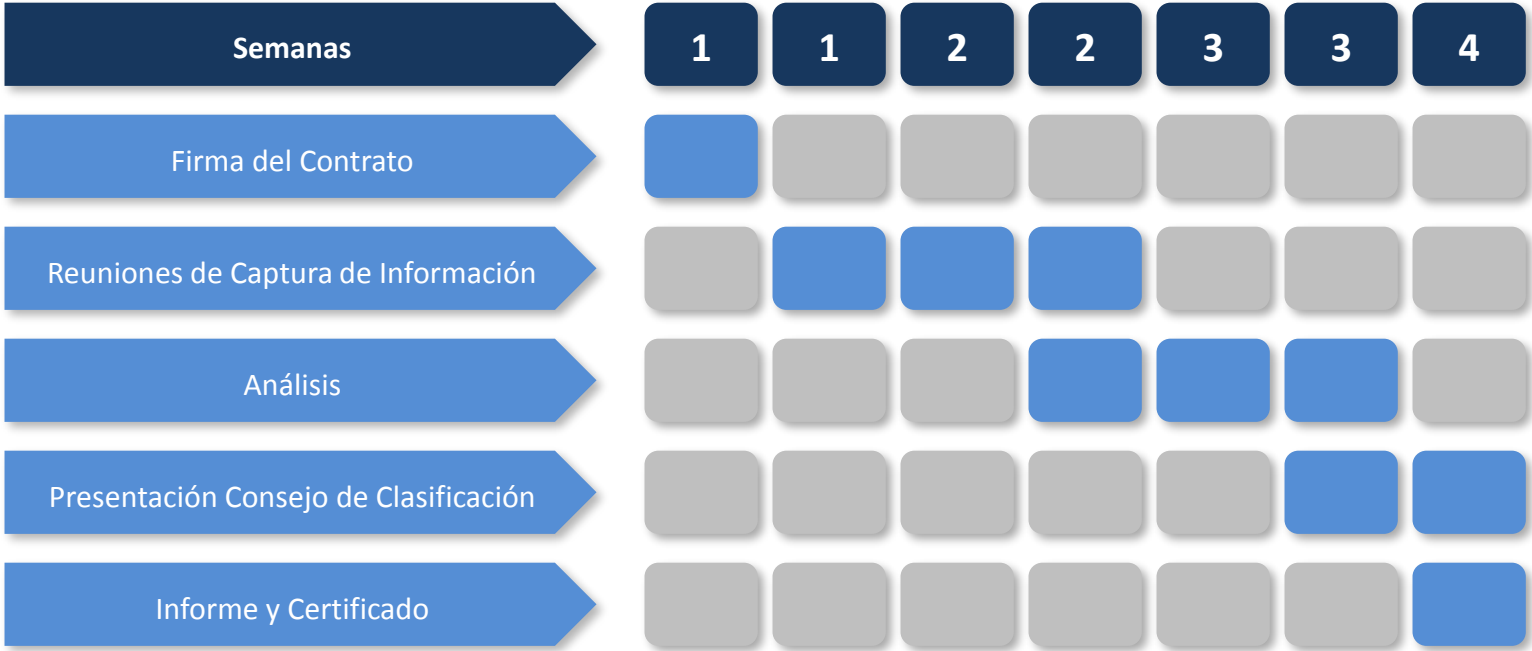 Semanas 1 1 2 2 3 3 4
Firma del Contrato
Reuniones de Captura de Información
Análisis
Presentación Consejo de Clasificación
Informe y Certificado